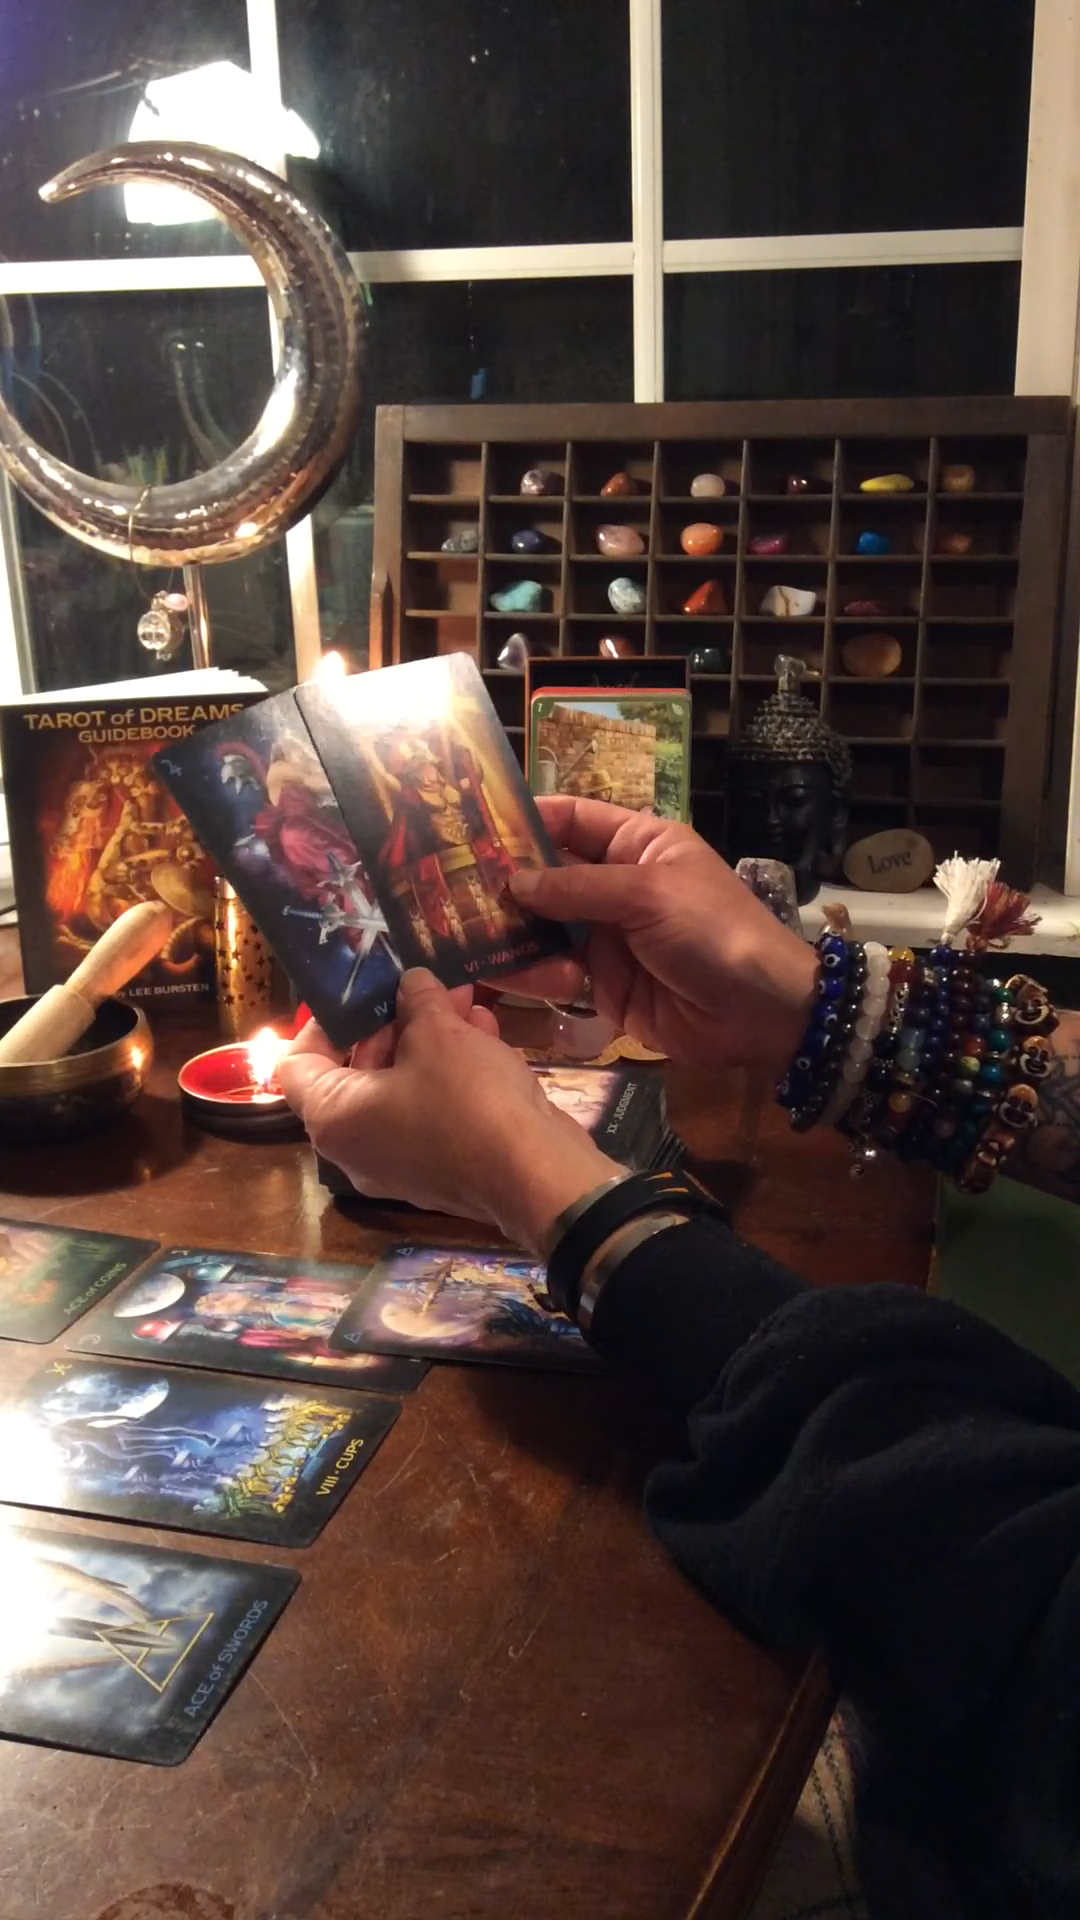 TAROT of DREAMS
GUIDEBOOK
by LEE BURSTEN
VI · WANDS
IV
Love
XX · JUDGMENT
ACE of COINS
VIII · CUPS
ACE of SWORDS